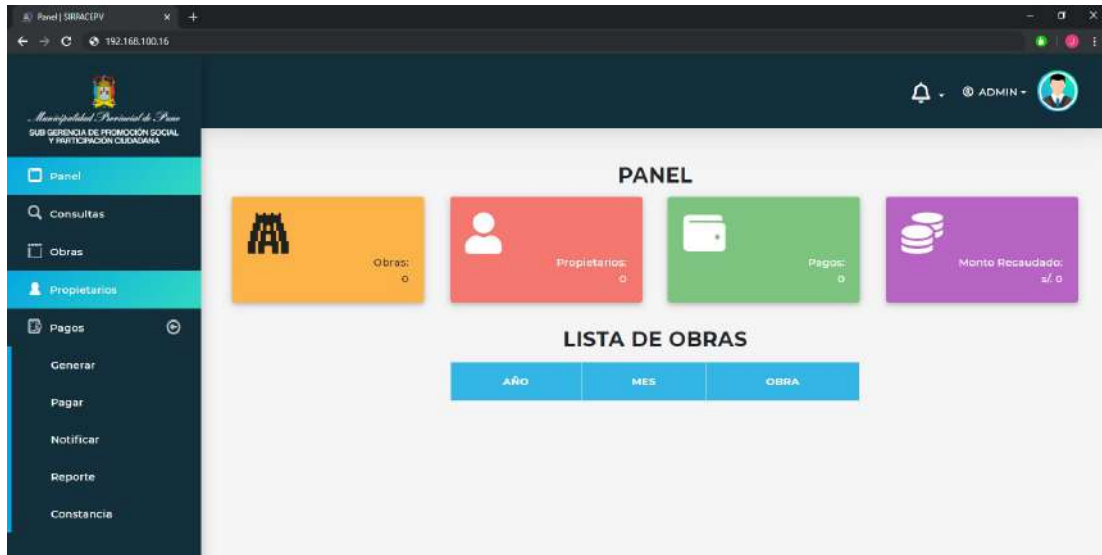 Panel | SIRPACEPV
192.168.100.16
Municipalidad Provincial de Puno
SUB GERENCIA DE PROMOCIÓN SOCIAL
Y PARTICIPACIÓN CIUDADANA
ADMIN
Panel
Consultas
Obras
Propietarios
Pagos
Generar
Pagar
Notificar
Reporte
Constancia
PANEL
Obras:
0
Propietarios:
0
Pagos:
0
Monto Recaudado:
s/. 0
LISTA DE OBRAS
AÑO MES OBRA